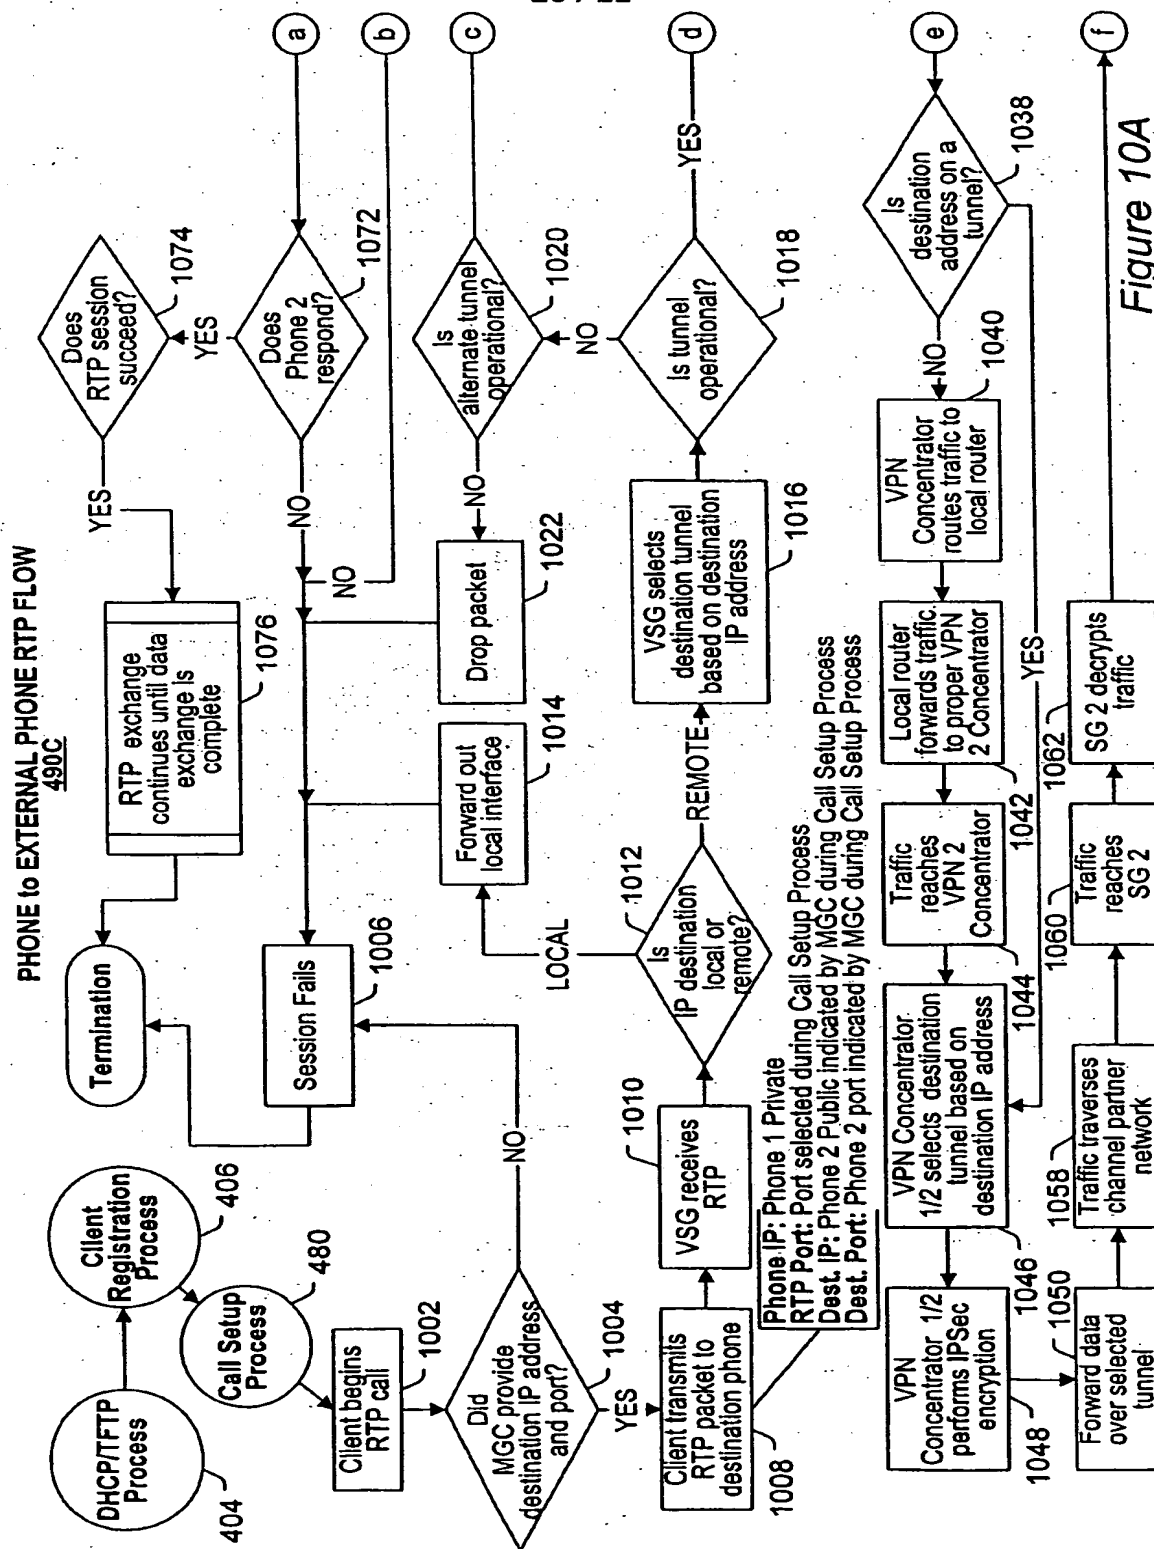 PHONE to EXTERNAL PHONE RTP FLOW
490C
DHCP/TFTP
Process
404
Client
Registration
Process
406
Call Setup
Process
480
Client begins
RTP call
1002
Did
MGC provide
destination IP address
and port?
1004
NO
YES
Termination
Session Fails
1006
RTP exchange
continues until data
exchange is
complete
1076
YES
Does
RTP session
succeed?
1074
YES
Does
Phone 2
respond?
1072
NO
NO
a
b
Forward out
local interface
1014
Drop packet
1022
NO
Is
alternate tunnel
operational?
1020
c
NO
LOCAL
Client transmits
RTP packet to
destination phone
1008
VSG receives
RTP
1010
Is
IP destination
local or
remote?
1012
REMOTE
VSG selects
destination tunnel
based on destination
IP address
1016
Is tunnel
operational?
1018
YES
d
Phone IP: Phone 1 Private
RTP Port: Port selected during Call Setup Process
Dest. IP: Phone 2 Public indicated by MGC during Call Setup Process
Dest. Port: Phone 2 port indicated by MGC during Call Setup Process
e
Is
destination
address on a
tunnel?
1038
NO
YES
VPN
Concentrator
routes traffic to
local router
1040
Local router
forwards traffic
to proper VPN
2 Concentrator
1042
Traffic
reaches
VPN 2
Concentrator
1044
VPN Concentrator
1/2 selects destination
tunnel based on
destination IP address
1046
VPN
Concentrator 1/2
performs IPSec
encryption
1048
Forward data
over selected
tunnel
1050
Traffic traverses
channel partner
network
1058
Traffic
reaches
SG 2
1060
SG 2 decrypts
traffic
1062
f
Figure 10A